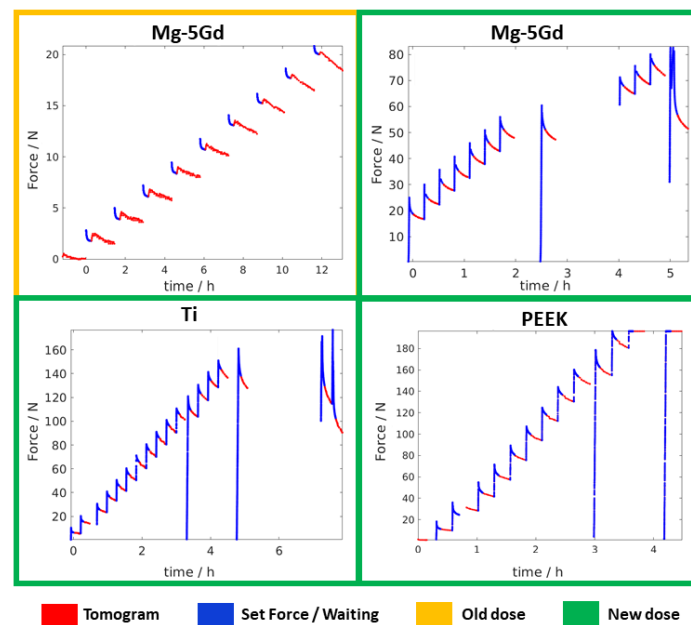 Mg-5Gd
20
15
10
5
0
Force / N
0 2 4 6 8 10 12
time / h
Mg-5Gd
80
70
60
50
40
30
20
10
Force / N
0 1 2 3 4 5
time / h
Ti
160
140
120
100
80
60
40
20
Force / N
0 2 4 6
time / h
PEEK
180
160
140
120
100
80
60
40
20
Force / N
0 1 2 3 4
time / h
Tomogram Set Force / Waiting Old dose New dose